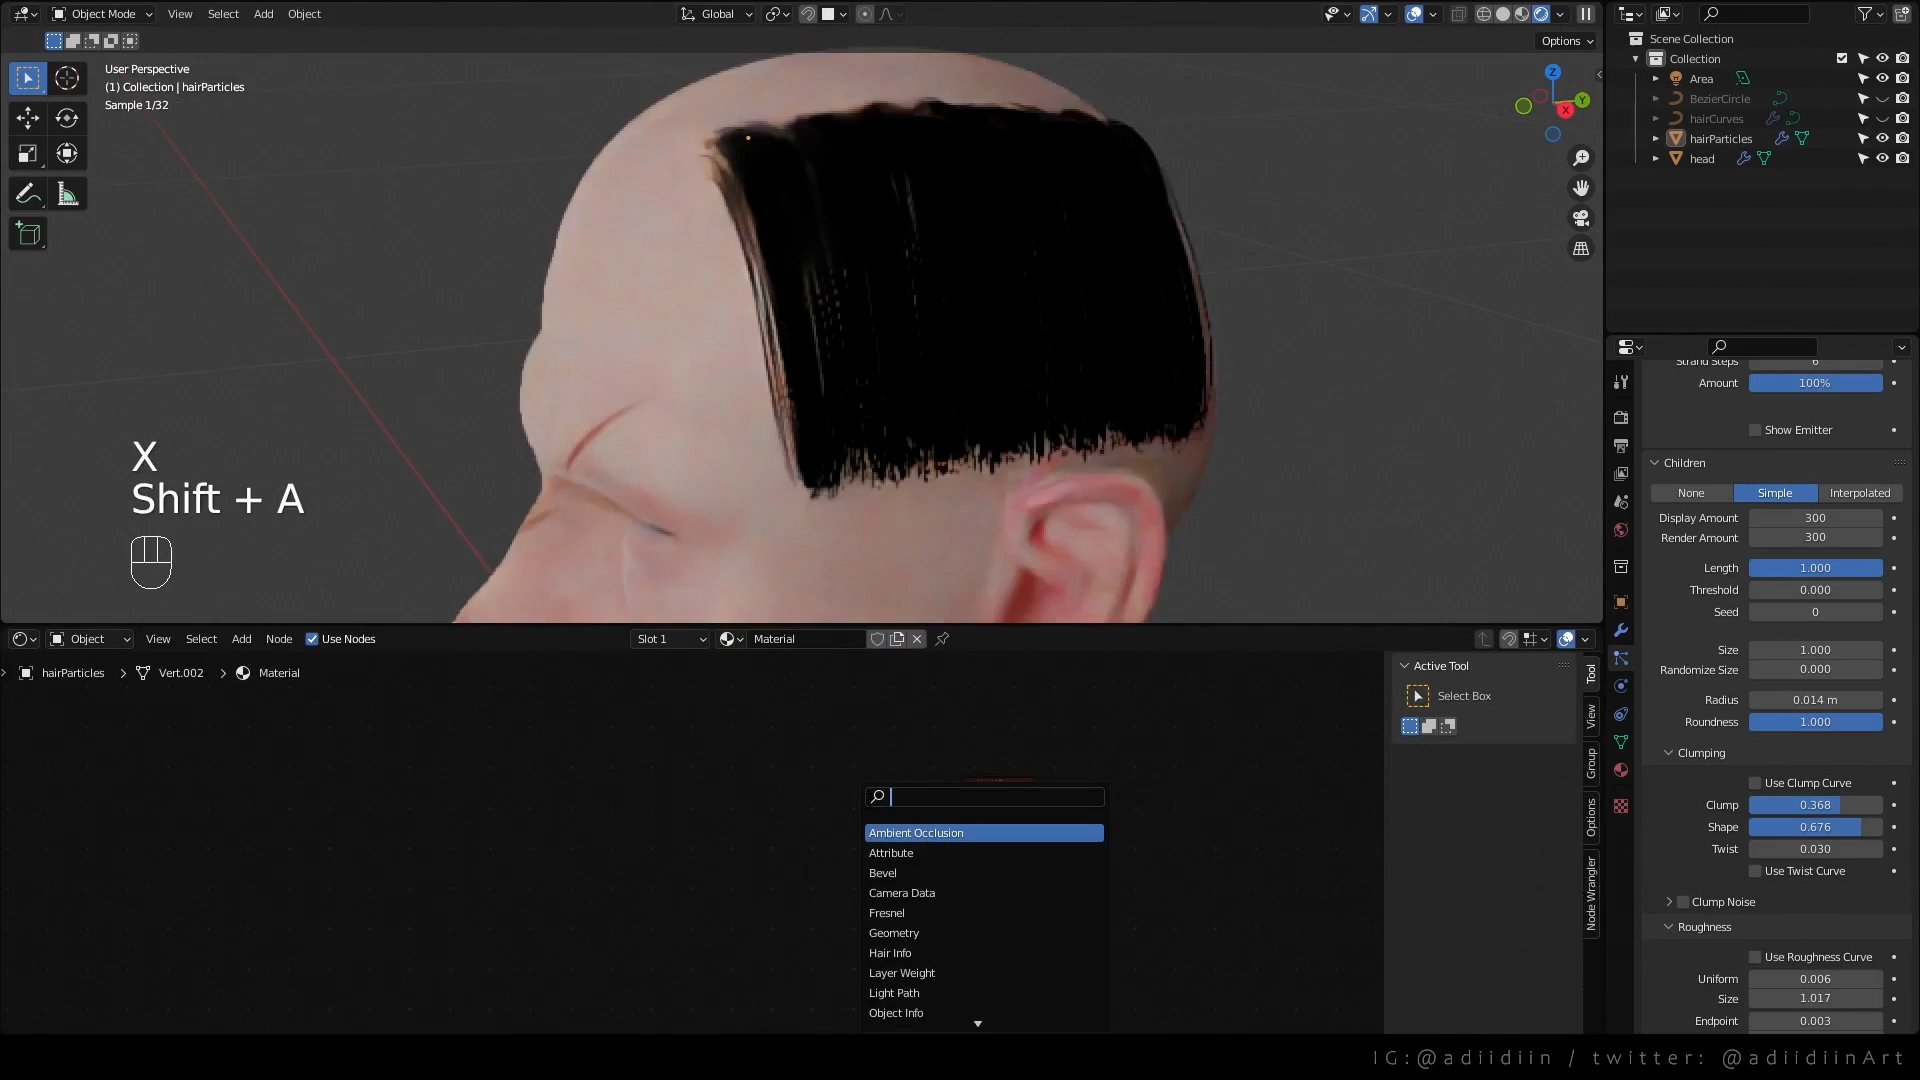 Object Mode
View
Select
Add
Object
Global
Options
User Perspective
(1) Collection | hairParticles
Sample 1/32
Z
Y
X
X
Shift + A
Scene Collection
Collection
Area
BezierCircle
hairCurves
hairParticles
head
Strand Steps 6
Amount 100%
Show Emitter
Children
None Simple Interpolated
Display Amount 300
Render Amount 300
Length 1.000
Threshold 0.000
Seed 0
Size 1.000
Randomize Size 0.000
Radius 0.014 m
Roundness 1.000
Clumping
Use Clump Curve
Clump 0.368
Shape 0.676
Twist 0.030
Use Twist Curve
Clump Noise
Roughness
Use Roughness Curve
Uniform 0.006
Size 1.017
Endpoint 0.003
Object
View
Select
Add
Node
Use Nodes
Slot 1
Material
hairParticles
Vert.002
Material
Active Tool
Select Box
Tool
View
Group
Options
Node Wrangler
Ambient Occlusion
Attribute
Bevel
Camera Data
Fresnel
Geometry
Hair Info
Layer Weight
Light Path
Object Info
IG:@adiidiin / twitter: @adiidiinArt